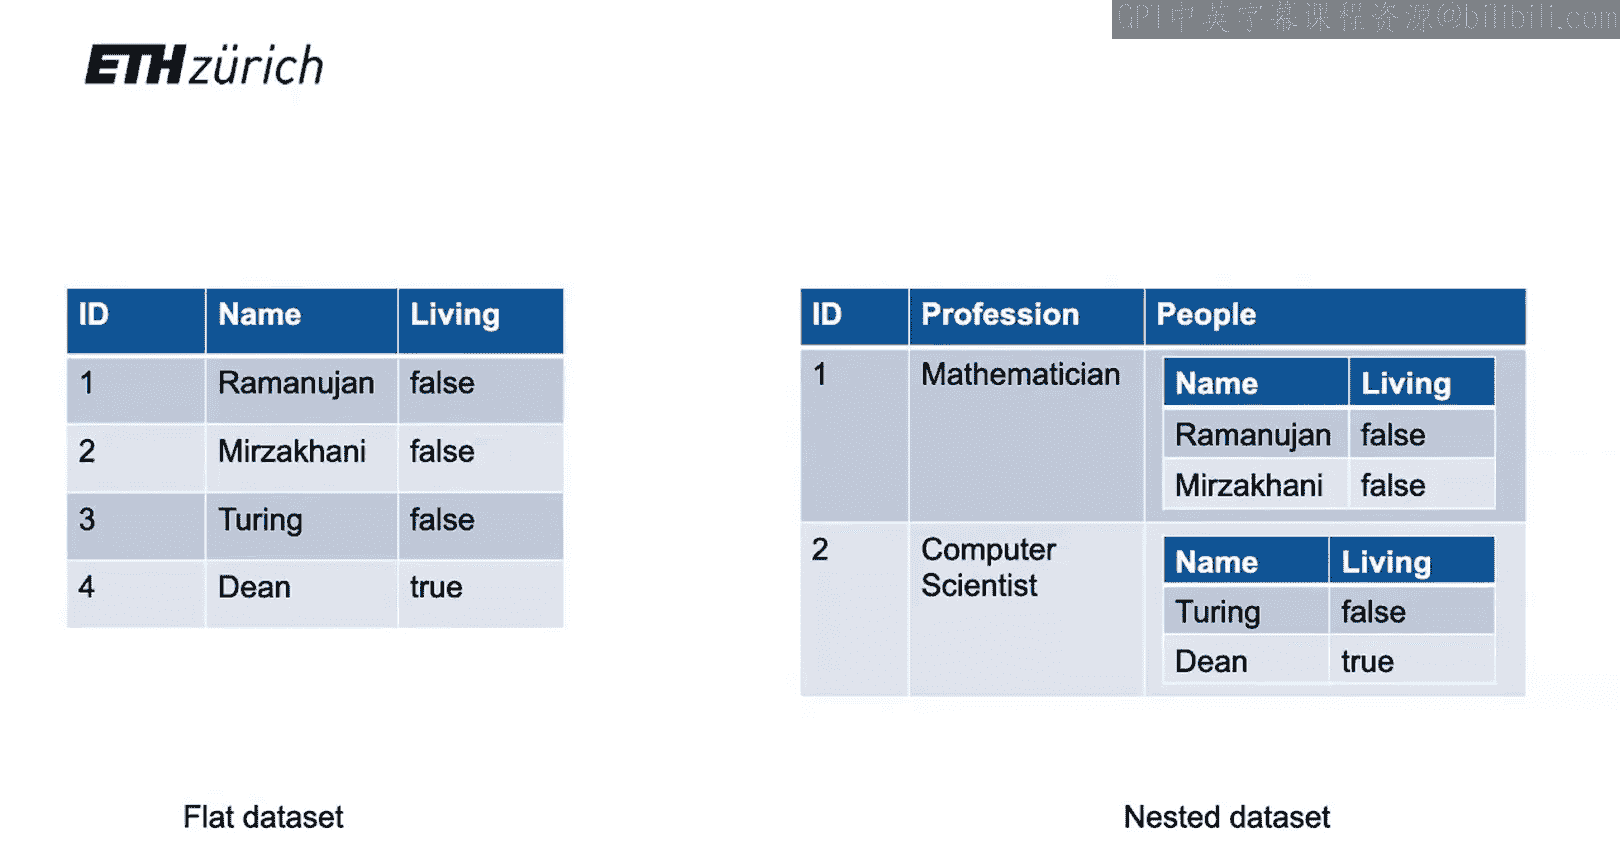 GPT中英字幕课程资源@bilibili.com
ETH zürich
ID Name Living
1 Ramanujan false
2 Mirzakhani false
3 Turing false
4 Dean true
Flat dataset
ID Profession People
1 Mathematician
Name Living
Ramanujan false
Mirzakhani false
2 Computer
Scientist
Name Living
Turing false
Dean true
Nested dataset